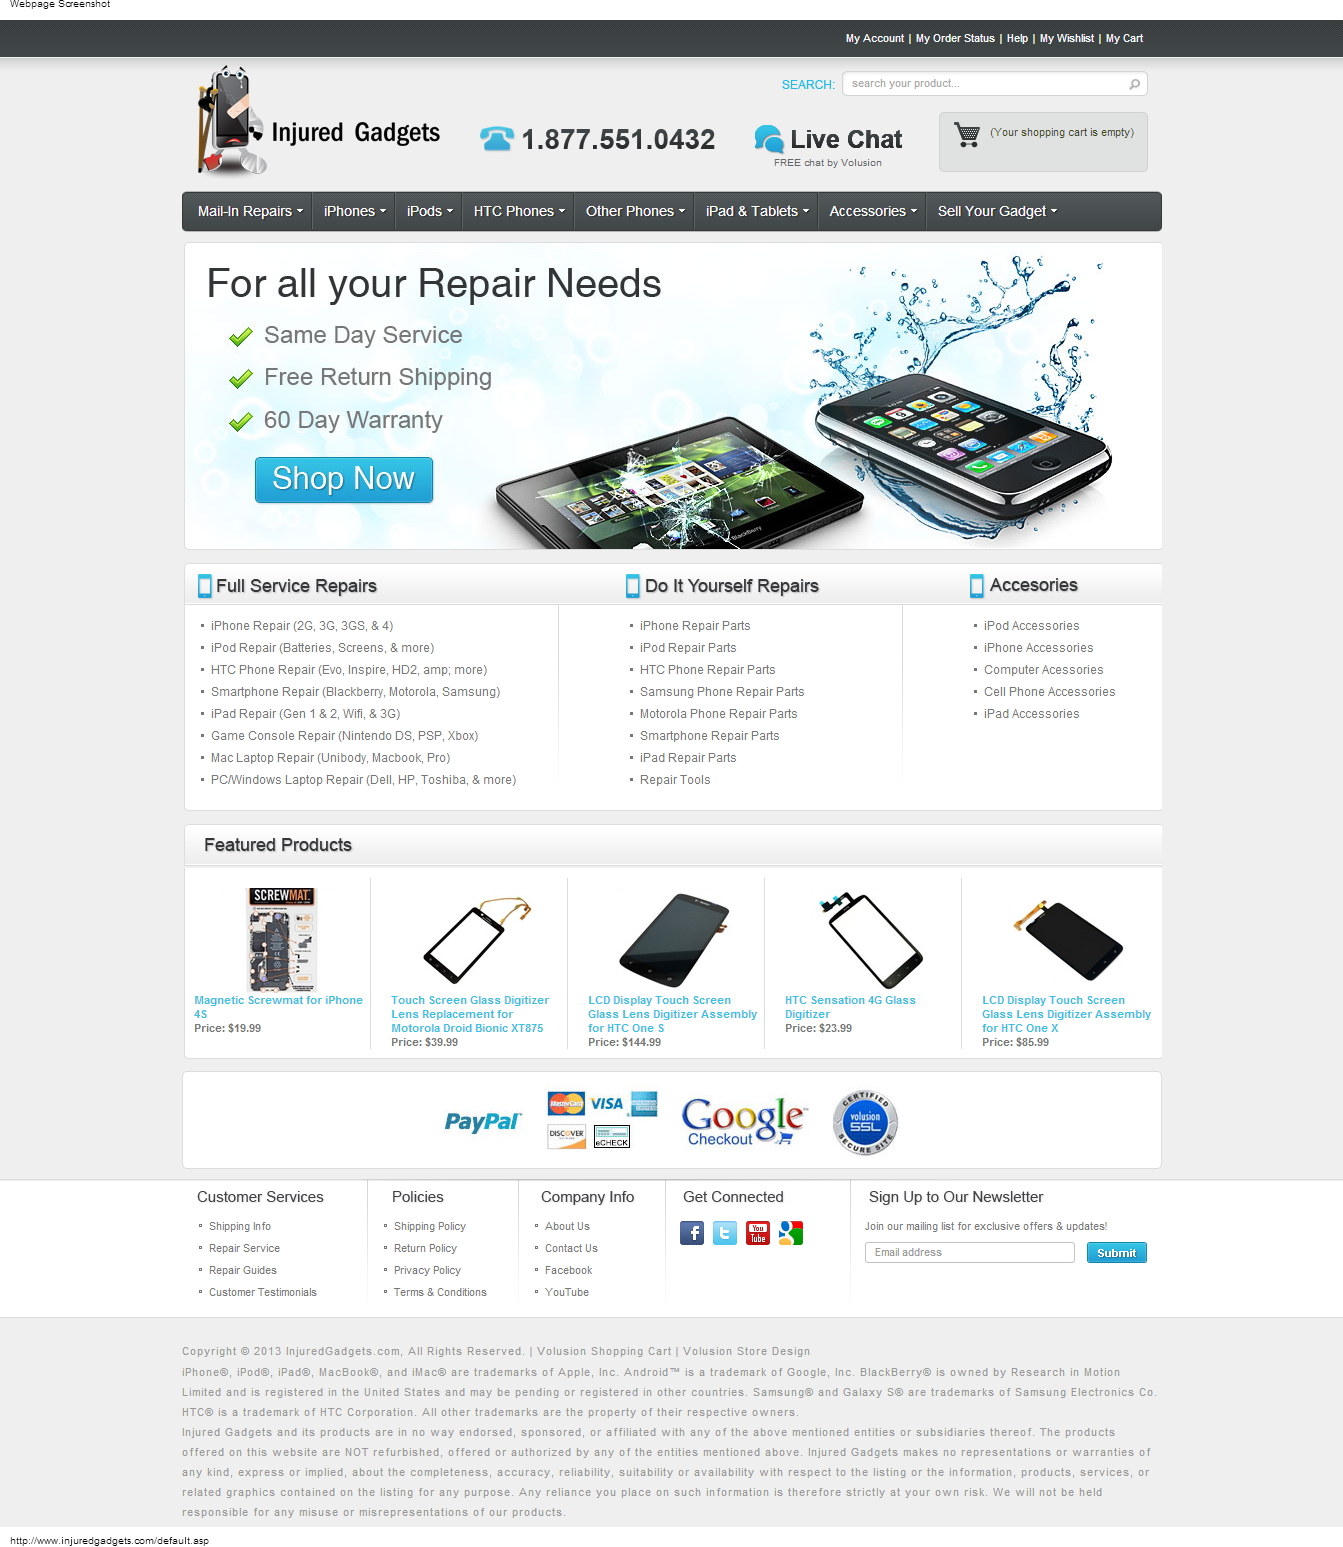 Webpage Screenshot
My Account | My Order Status | Help | My Wishlist | My Cart
SEARCH: search your product...
Injured Gadgets
1.877.551.0432
Live Chat
FREE chat by Volusion
(Your shopping cart is empty)
Mail-In Repairs iPhones iPods HTC Phones Other Phones iPad & Tablets Accessories Sell Your Gadget
For all your Repair Needs
Same Day Service
Free Return Shipping
60 Day Warranty
Shop Now
BlackBerry
Full Service Repairs
iPhone Repair (2G, 3G, 3GS, & 4)
iPod Repair (Batteries, Screens, & more)
HTC Phone Repair (Evo, Inspire, HD2, amp; more)
Smartphone Repair (Blackberry, Motorola, Samsung)
iPad Repair (Gen 1 & 2, Wifi, & 3G)
Game Console Repair (Nintendo DS, PSP, Xbox)
Mac Laptop Repair (Unibody, Macbook, Pro)
PC/Windows Laptop Repair (Dell, HP, Toshiba, & more)
Do It Yourself Repairs
iPhone Repair Parts
iPod Repair Parts
HTC Phone Repair Parts
Samsung Phone Repair Parts
Motorola Phone Repair Parts
Smartphone Repair Parts
iPad Repair Parts
Repair Tools
Accesories
iPod Accessories
iPhone Accessories
Computer Acessories
Cell Phone Accessories
iPad Accessories
Featured Products
SCREWMAT
Magnetic Screwmat for iPhone
4S
Price: $19.99
Touch Screen Glass Digitizer
Lens Replacement for
Motorola Droid Bionic XT875
Price: $39.99
LCD Display Touch Screen
Glass Lens Digitizer Assembly
for HTC One S
Price: $144.99
HTC Sensation 4G Glass
Digitizer
Price: $23.99
LCD Display Touch Screen
Glass Lens Digitizer Assembly
for HTC One X
Price: $85.99
PayPal
MasterCard VISA
DISCOVER eCHECK
Google
Checkout
CERTIFIED
volusion
SSL
SECURE SITE
Customer Services
Shipping Info
Repair Service
Repair Guides
Customer Testimonials
Policies
Shipping Policy
Return Policy
Privacy Policy
Terms & Conditions
Company Info
About Us
Contact Us
Facebook
YouTube
Get Connected
You
Tube
Sign Up to Our Newsletter
Join our mailing list for exclusive offers & updates!
Email address Submit
Copyright © 2013 InjuredGadgets.com, All Rights Reserved. | Volusion Shopping Cart | Volusion Store Design
iPhone®, iPod®, iPad®, MacBook®, and iMac® are trademarks of Apple, Inc. Android™ is a trademark of Google, Inc. BlackBerry® is owned by Research in Motion
Limited and is registered in the United States and may be pending or registered in other countries. Samsung® and Galaxy S® are trademarks of Samsung Electronics Co.
HTC® is a trademark of HTC Corporation. All other trademarks are the property of their respective owners.
Injured Gadgets and its products are in no way endorsed, sponsored, or affiliated with any of the above mentioned entities or subsidiaries thereof. The products
offered on this website are NOT refurbished, offered or authorized by any of the entities mentioned above. Injured Gadgets makes no representations or warranties of
any kind, express or implied, about the completeness, accuracy, reliability, suitability or availability with respect to the listing or the information, products, services, or
related graphics contained on the listing for any purpose. Any reliance you place on such information is therefore strictly at your own risk. We will not be held
responsible for any misuse or misrepresentations of our products.
http://www.injuredgadgets.com/default.asp